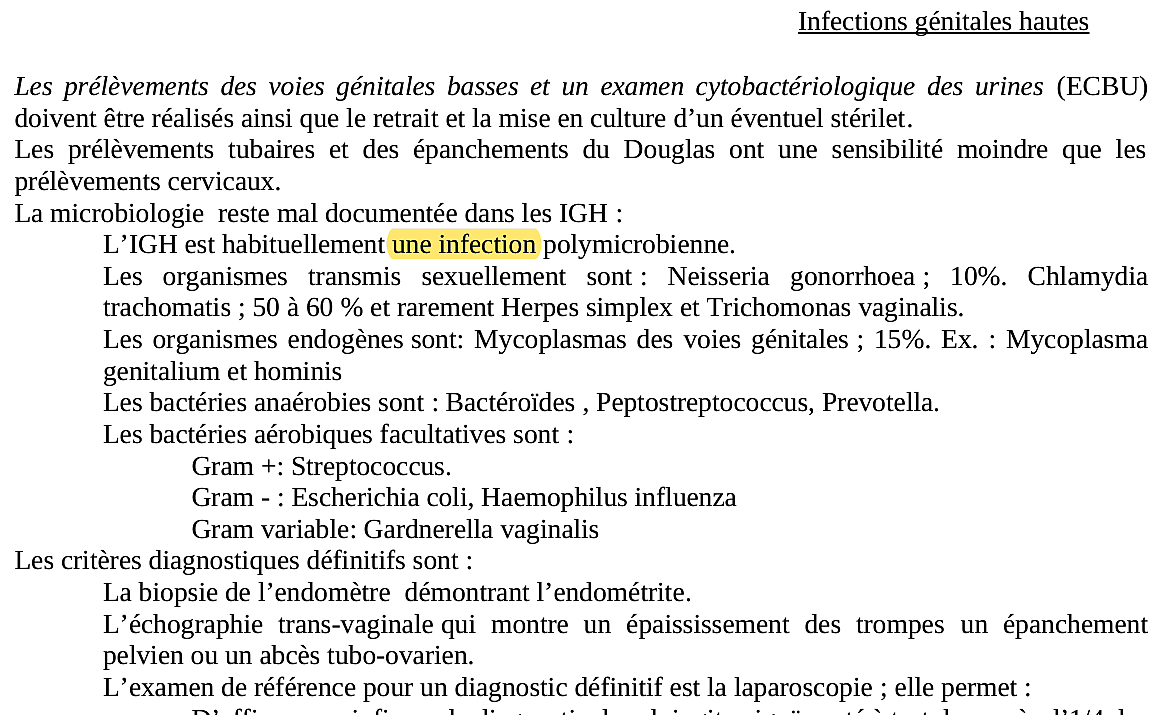 Infections génitales hautes
Les prélèvements des voies génitales basses et un examen cytobactériologique des urines (ECBU)
doivent être réalisés ainsi que le retrait et la mise en culture d’un éventuel stérilet.
Les prélèvements tubaires et des épanchements du Douglas ont une sensibilité moindre que les
prélèvements cervicaux.
La microbiologie reste mal documentée dans les IGH :
L’IGH est habituellement une infection polymicrobienne.
Les organismes transmis sexuellement sont : Neisseria gonorrhoea ; 10%. Chlamydia
trachomatis ; 50 à 60 % et rarement Herpes simplex et Trichomonas vaginalis.
Les organismes endogènes sont: Mycoplasmas des voies génitales ; 15%. Ex. : Mycoplasma
genitalium et hominis
Les bactéries anaérobies sont : Bactéroïdes , Peptostreptococcus, Prevotella.
Les bactéries aérobiques facultatives sont :
Gram +: Streptococcus.
Gram - : Escherichia coli, Haemophilus influenza
Gram variable: Gardnerella vaginalis
Les critères diagnostiques définitifs sont :
La biopsie de l’endomètre démontrant l’endométrite.
L’échographie trans-vaginale qui montre un épaississement des trompes un épanchement
pelvien ou un abcès tubo-ovarien.
L’examen de référence pour un diagnostic définitif est la laparoscopie ; elle permet :